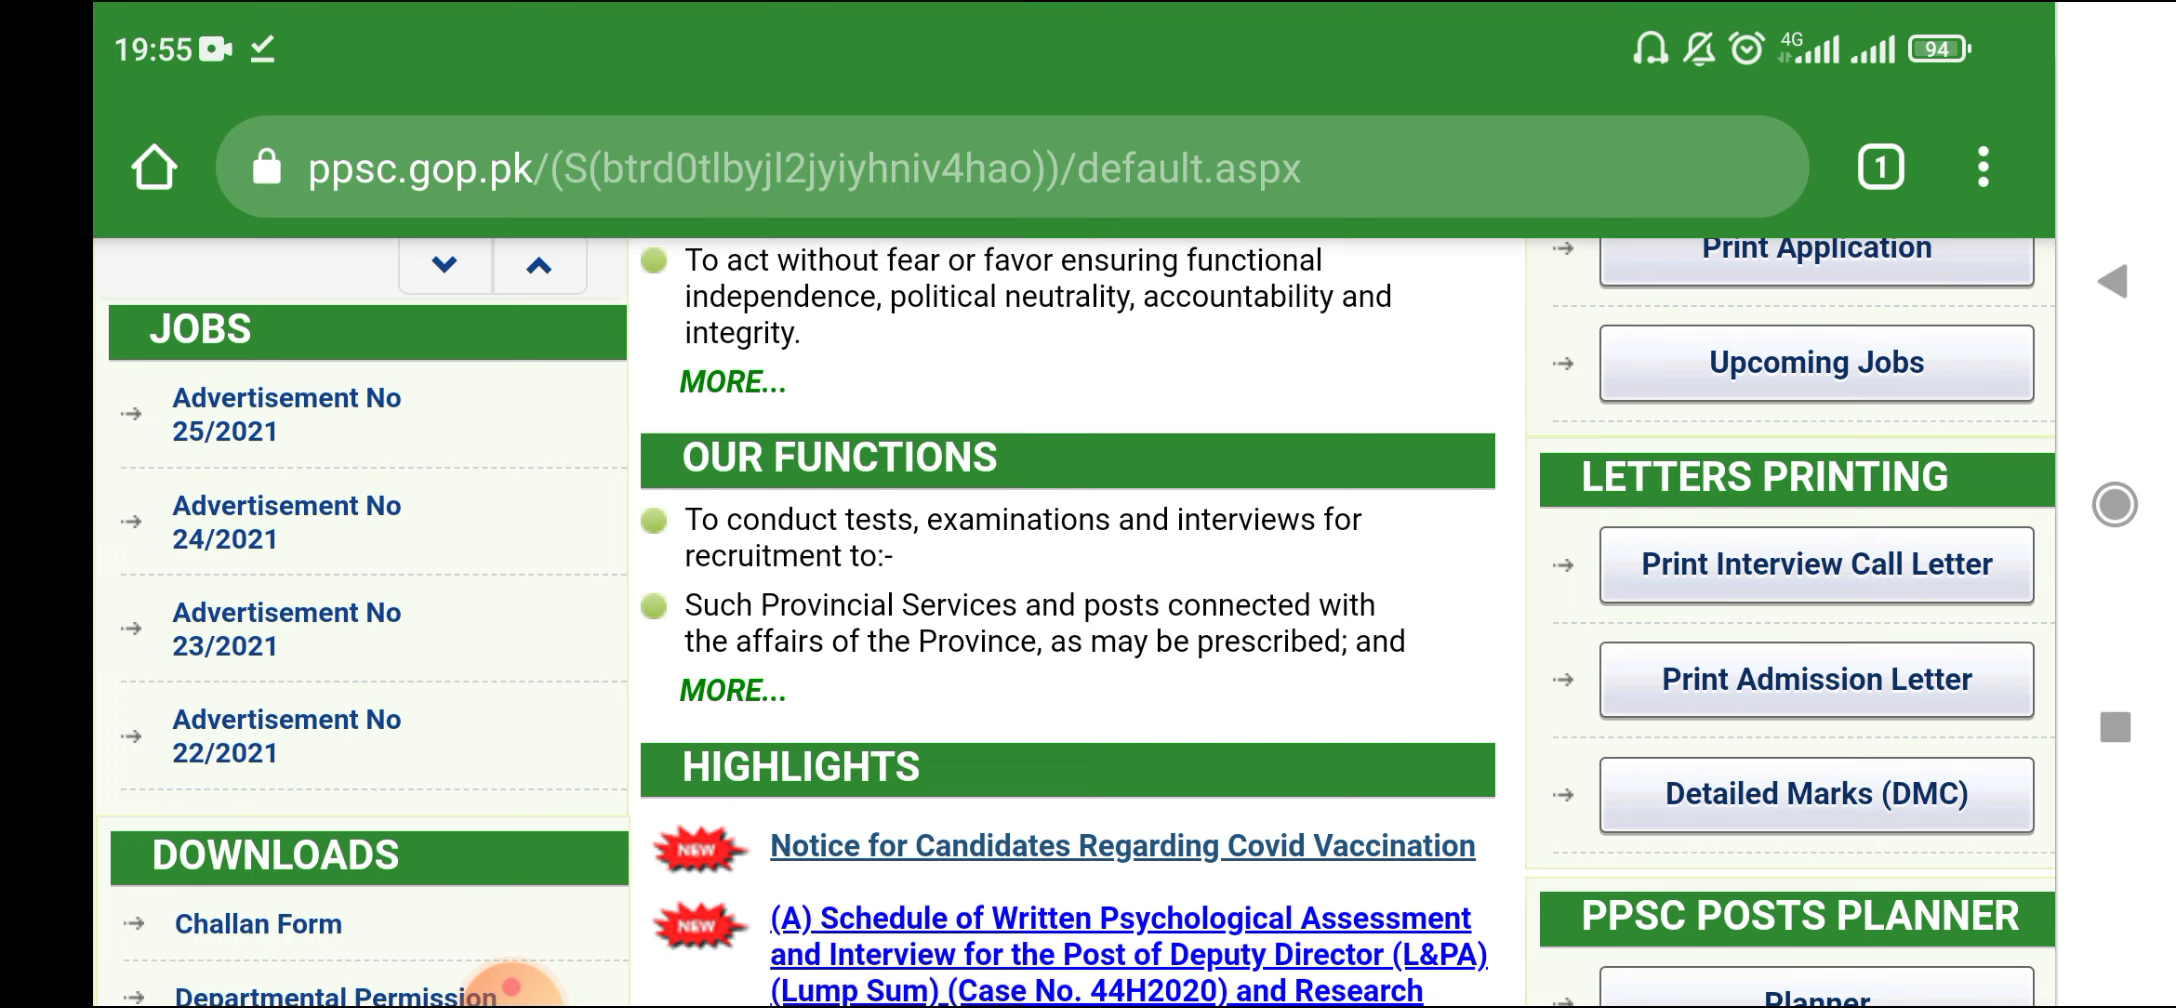 19:55
4G
94
ppsc.gop.pk/(S(btrd0tlbyjl2jyiyhniv4hao))/default.aspx
1
JOBS
Advertisement No
25/2021
Advertisement No
24/2021
Advertisement No
23/2021
Advertisement No
22/2021
DOWNLOADS
Challan Form
Departmental Permission
To act without fear or favor ensuring functional
independence, political neutrality, accountability and
integrity.
MORE...
OUR FUNCTIONS
To conduct tests, examinations and interviews for
recruitment to:-
Such Provincial Services and posts connected with
the affairs of the Province, as may be prescribed; and
MORE...
HIGHLIGHTS
NEW
Notice for Candidates Regarding Covid Vaccination
NEW
(A) Schedule of Written Psychological Assessment
and Interview for the Post of Deputy Director (L&PA)
(Lump Sum) (Case No. 44H2020) and Research
Print Application
Upcoming Jobs
LETTERS PRINTING
Print Interview Call Letter
Print Admission Letter
Detailed Marks (DMC)
PPSC POSTS PLANNER
Planner